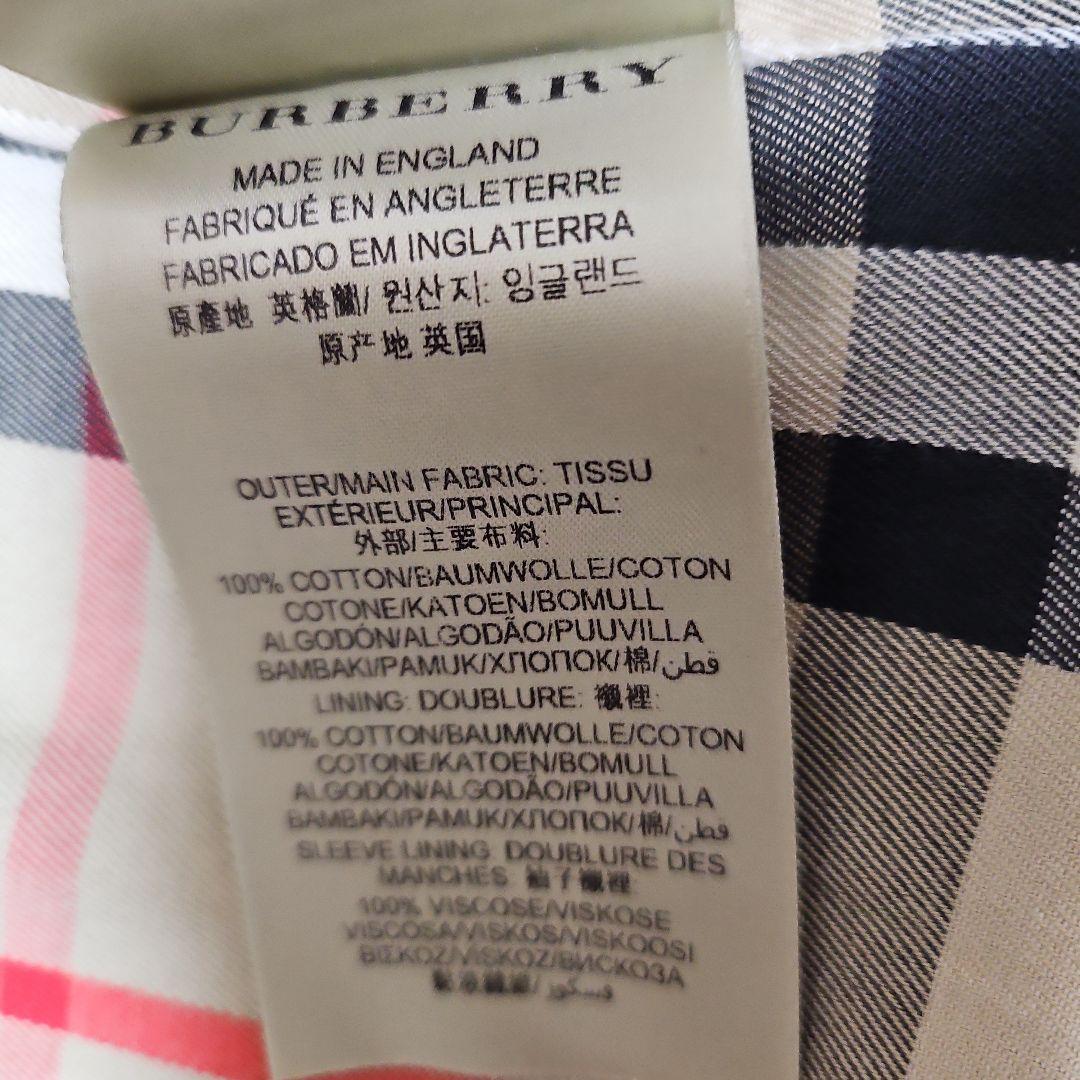 BURBERRY
MADE IN ENGLAND
FABRIQUÉ EN ANGLETERRE
FABRICADO EM INGLATERRA
原產地 英格蘭/ 원산지: 잉글랜드
原产地 英国
OUTER/MAIN FABRIC: TISSU
EXTÉRIEUR/PRINCIPAL:
外部/主要布料:
100% COTTON/BAUMWOLLE/COTON
COTONE/KATOEN/BOMULL
ALGODÓN/ALGODÃO/PUUVILLA
BAMBAKI/PAMUK/ХЛОПОК/棉/قطن
LINING: DOUBLURE: 襯裡:
100% COTTON/BAUMWOLLE/COTON
COTONE/KATOEN/BOMULL
ALGODÓN/ALGODÃO/PUUVILLA
BAMBAKI/PAMUK/ХЛОПОК/棉/قطن
SLEEVE LINING: DOUBLURE DES
MANCHES: 袖子襯裡:
100% VISCOSE/VISKOSE
VISCOSA/VISKOS/VISKOOSI
ΒΙΣΚΟΖ/VISKOZ/ВИСКОЗА
فسكوز